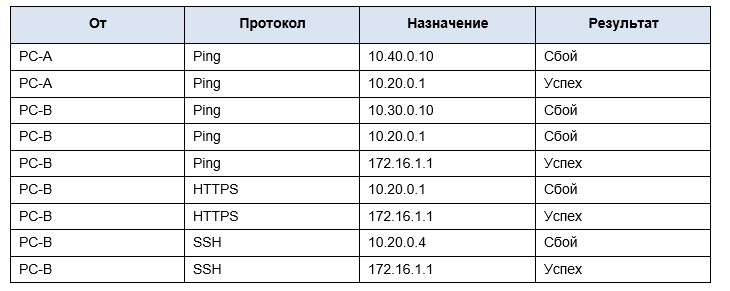 От Протокол Назначение Результат
PC-A Ping 10.40.0.10 Сбой
PC-A Ping 10.20.0.1 Успех
PC-B Ping 10.30.0.10 Сбой
PC-B Ping 10.20.0.1 Сбой
PC-B Ping 172.16.1.1 Успех
PC-B HTTPS 10.20.0.1 Сбой
PC-B HTTPS 172.16.1.1 Успех
PC-B SSH 10.20.0.4 Сбой
PC-B SSH 172.16.1.1 Успех